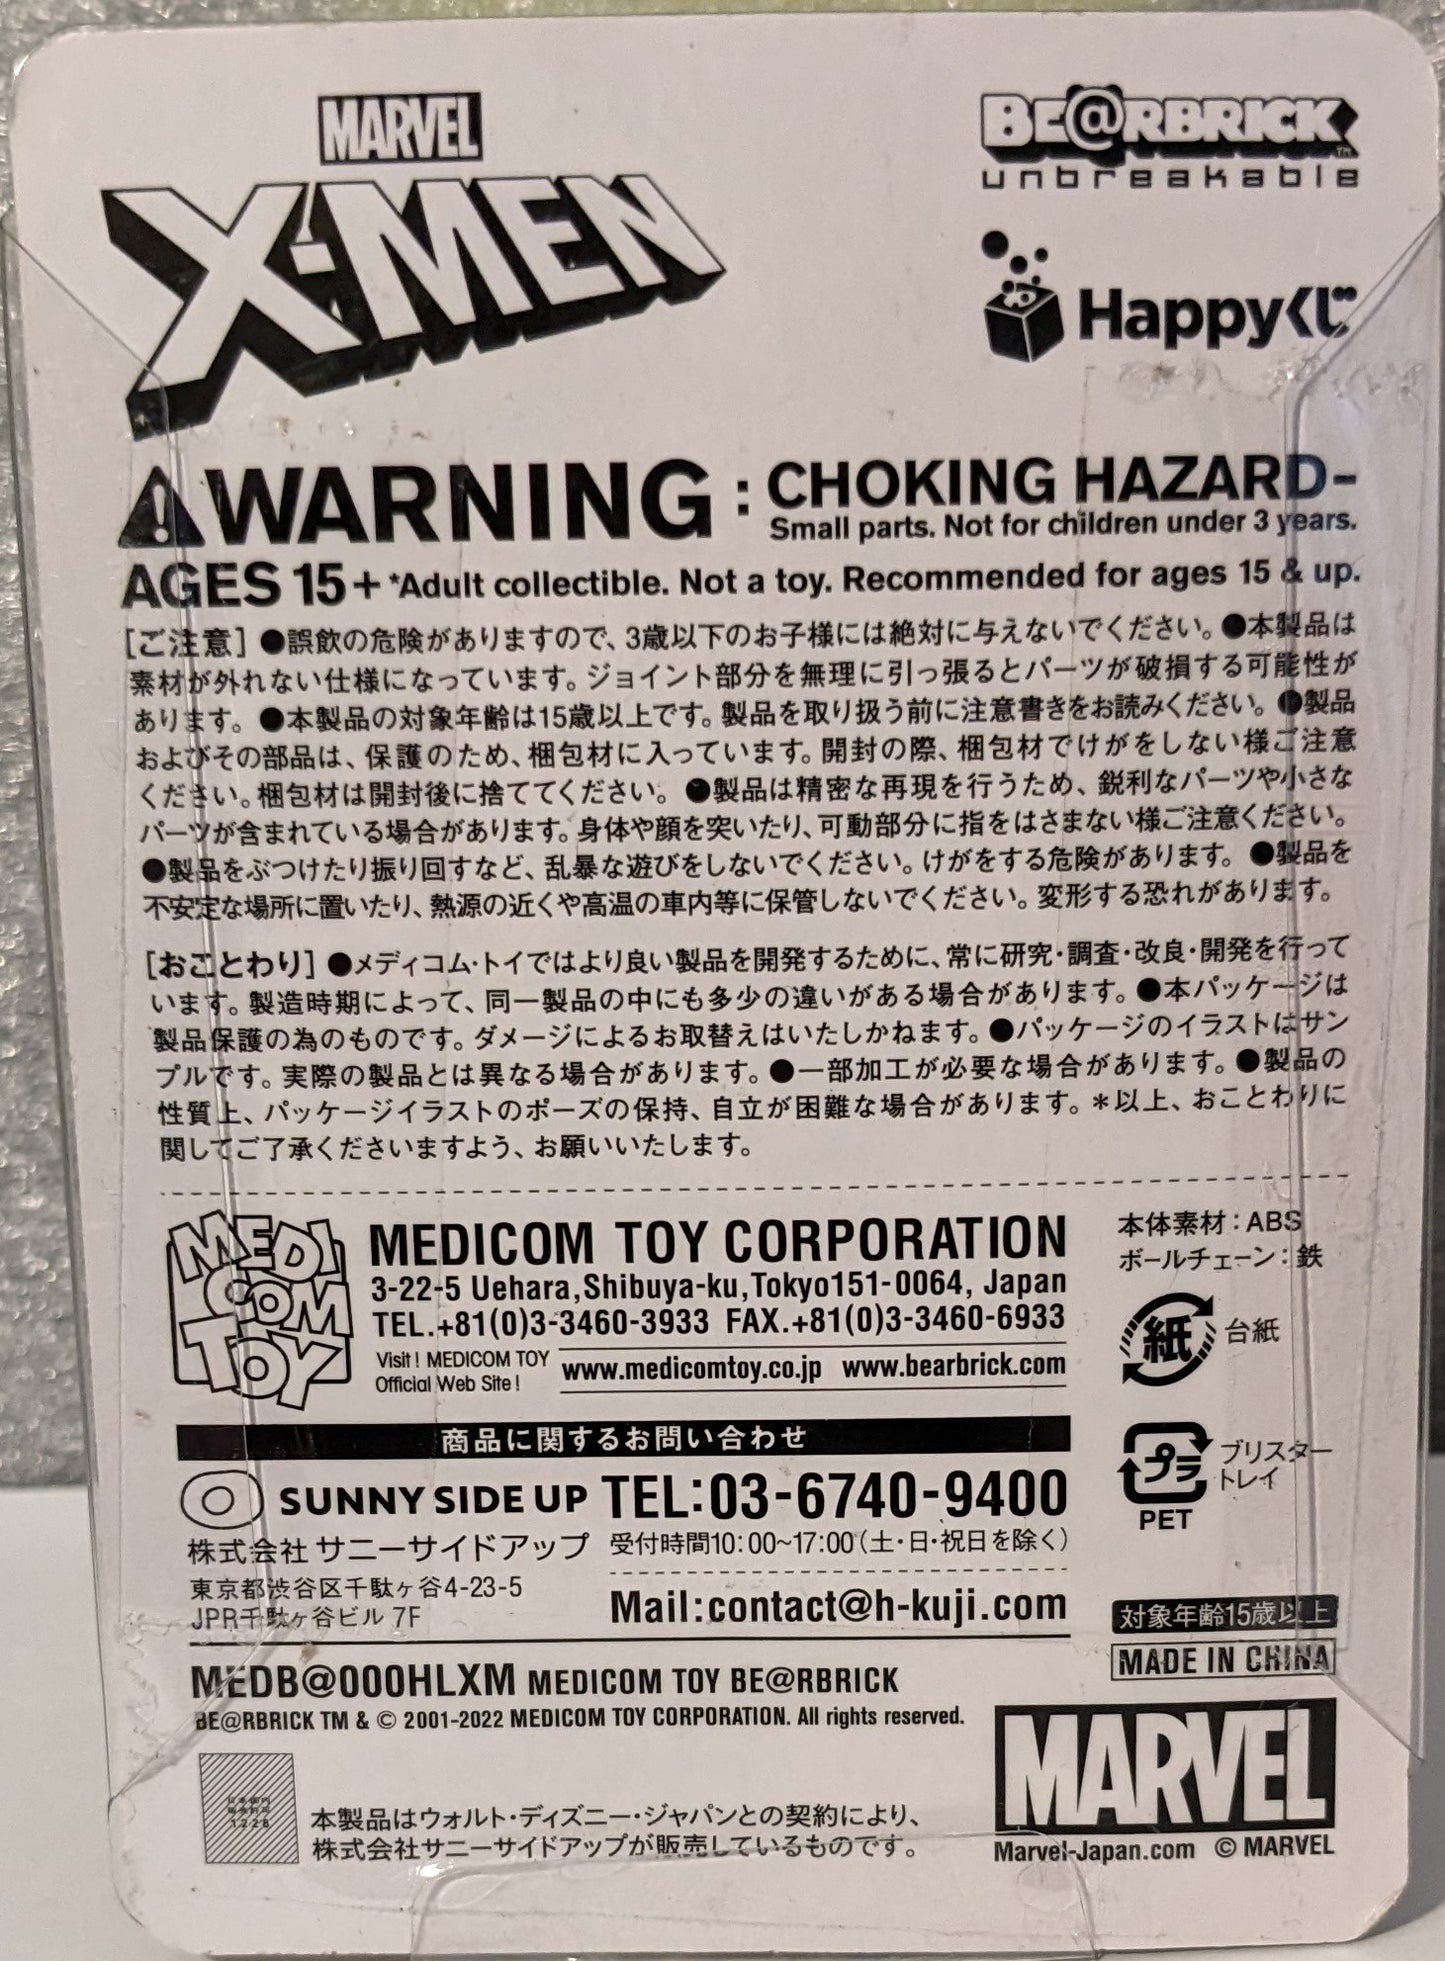 MARVEL
X-MEN
BE@RBRICK TM
unbreakable
Happyくじ
WARNING : CHOKING HAZARD-
Small parts. Not for children under 3 years.
AGES 15+ *Adult collectible. Not a toy. Recommended for ages 15 & up.
[ご注意] ●誤飲の危険がありますので、3歳以下のお子様には絶対に与えないでください。●本製品は
素材が外れない仕様になっています。ジョイント部分を無理に引っ張るとパーツが破損する可能性が
あります。●本製品の対象年齢は15歳以上です。製品を取り扱う前に注意書きをお読みください。●製品
およびその部品は、保護のため、梱包材に入っています。開封の際、梱包材でけがをしない様ご注意
ください。梱包材は開封後に捨ててください。●製品は精密な再現を行うため、鋭利なパーツや小さな
パーツが含まれている場合があります。身体や顔を突いたり、可動部分に指をはさまない様ご注意ください。
●製品をぶつけたり振り回すなど、乱暴な遊びをしないでください。けがをする危険があります。●製品を
不安定な場所に置いたり、熱源の近くや高温の車内等に保管しないでください。変形する恐れがあります。
[おことわり] ●メディコム・トイではより良い製品を開発するために、常に研究・調査・改良・開発を行って
います。製造時期によって、同一製品の中にも多少の違いがある場合があります。●本パッケージは
製品保護の為のものです。ダメージによるお取替えはいたしかねます。●パッケージのイラストはサン
プルです。実際の製品とは異なる場合があります。●一部加工が必要な場合があります。●製品の
性質上、パッケージイラストのポーズの保持、自立が困難な場合があります。*以上、おことわりに
関してご了承くださいますよう、お願いいたします。
MEDI
COM
TOY
MEDICOM TOY CORPORATION
3-22-5 Uehara,Shibuya-ku,Tokyo151-0064, Japan
TEL.+81(0)3-3460-3933 FAX.+81(0)3-3460-6933
Visit! MEDICOM TOY
Official Web Site!
www.medicomtoy.co.jp www.bearbrick.com
本体素材:ABS
ボールチェーン:鉄
紙 台紙
プラ ブリスター
トレイ
PET
商品に関するお問い合わせ
SUNNY SIDE UP TEL:03-6740-9400
株式会社 サニーサイドアップ 受付時間10:00~17:00(土・日・祝日を除く)
東京都渋谷区千駄ヶ谷4-23-5
JPR千駄ヶ谷ビル 7F
Mail:contact@h-kuji.com
対象年齢15歳以上
MADE IN CHINA
MEDB@000HLXM MEDICOM TOY BE@RBRICK
BE@RBRICK TM & © 2001-2022 MEDICOM TOY CORPORATION. All rights reserved.
1228
本製品はウォルト・ディズニー・ジャパンとの契約により、
株式会社サニーサイドアップが販売しているものです。
MARVEL
Marvel-Japan.com © MARVEL